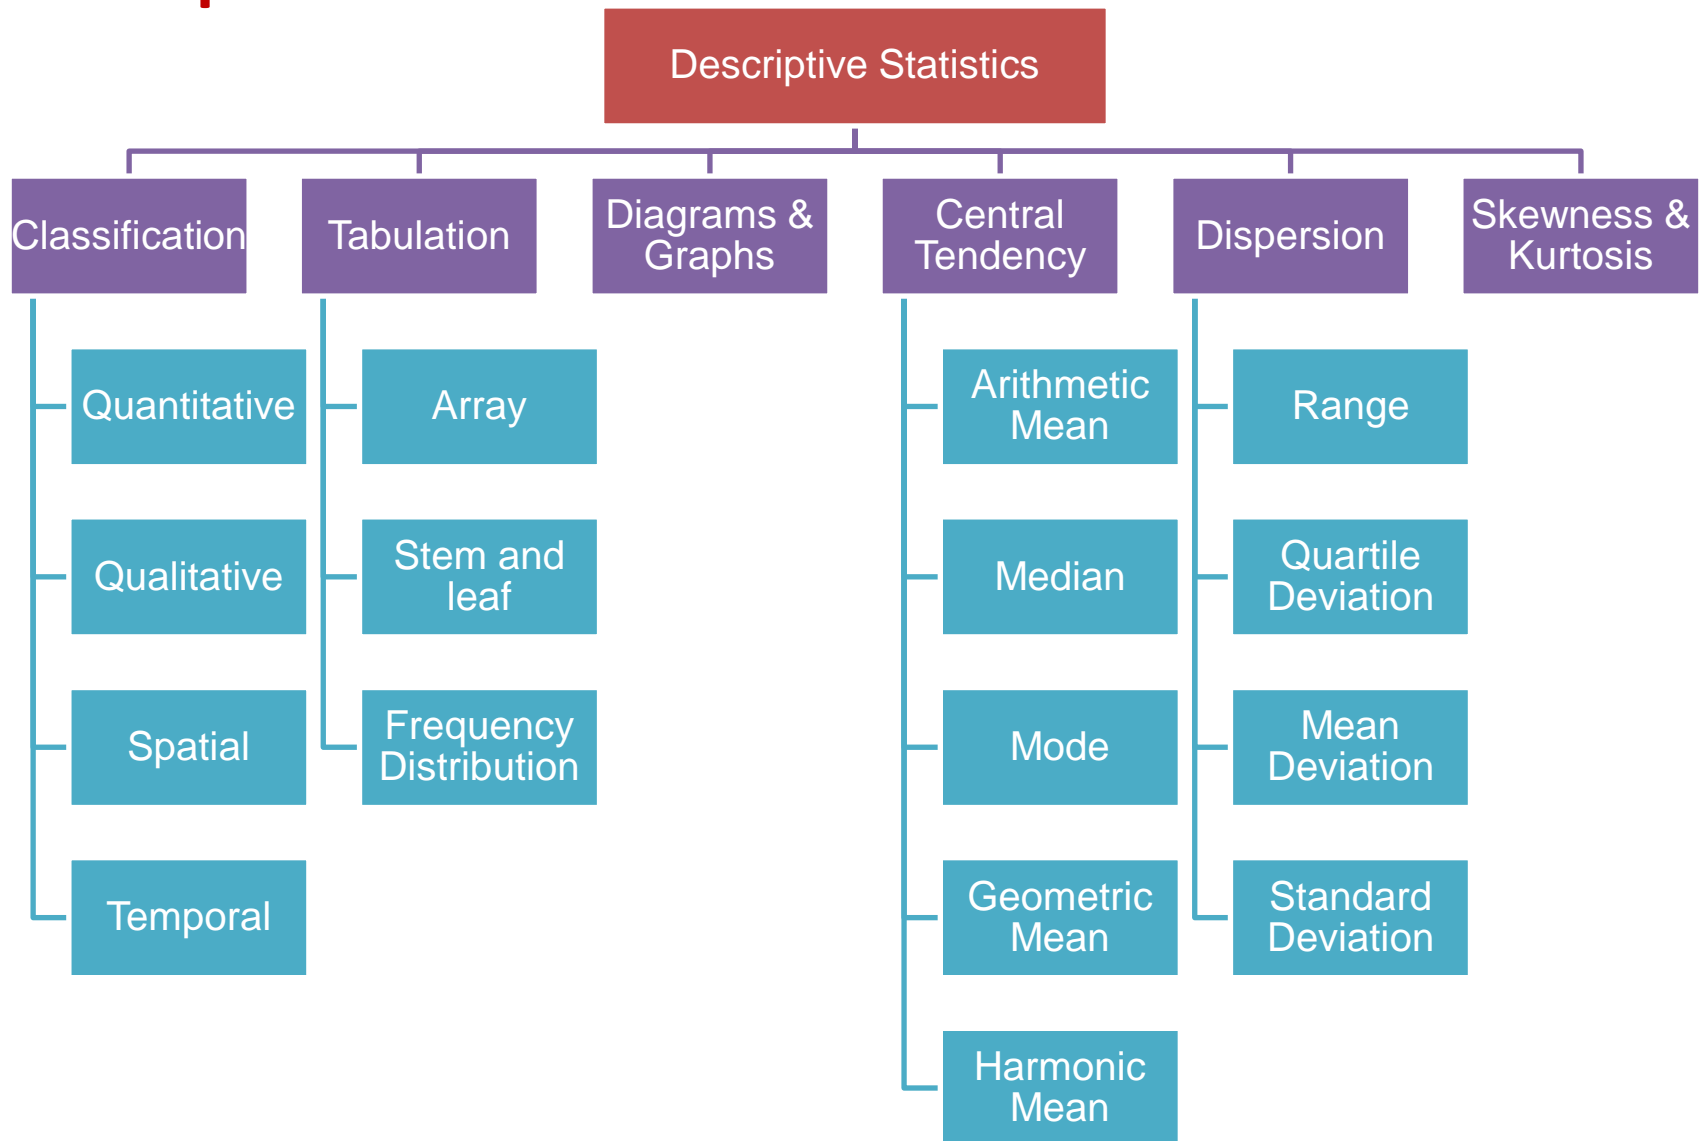 Descriptive Statistics
Classification
Tabulation
Diagrams &
Graphs
Central
Tendency
Dispersion
Skewness &
Kurtosis
Quantitative
Qualitative
Spatial
Temporal
Array
Stem and
leaf
Frequency
Distribution
Arithmetic
Mean
Median
Mode
Geometric
Mean
Harmonic
Mean
Range
Quartile
Deviation
Mean
Deviation
Standard
Deviation